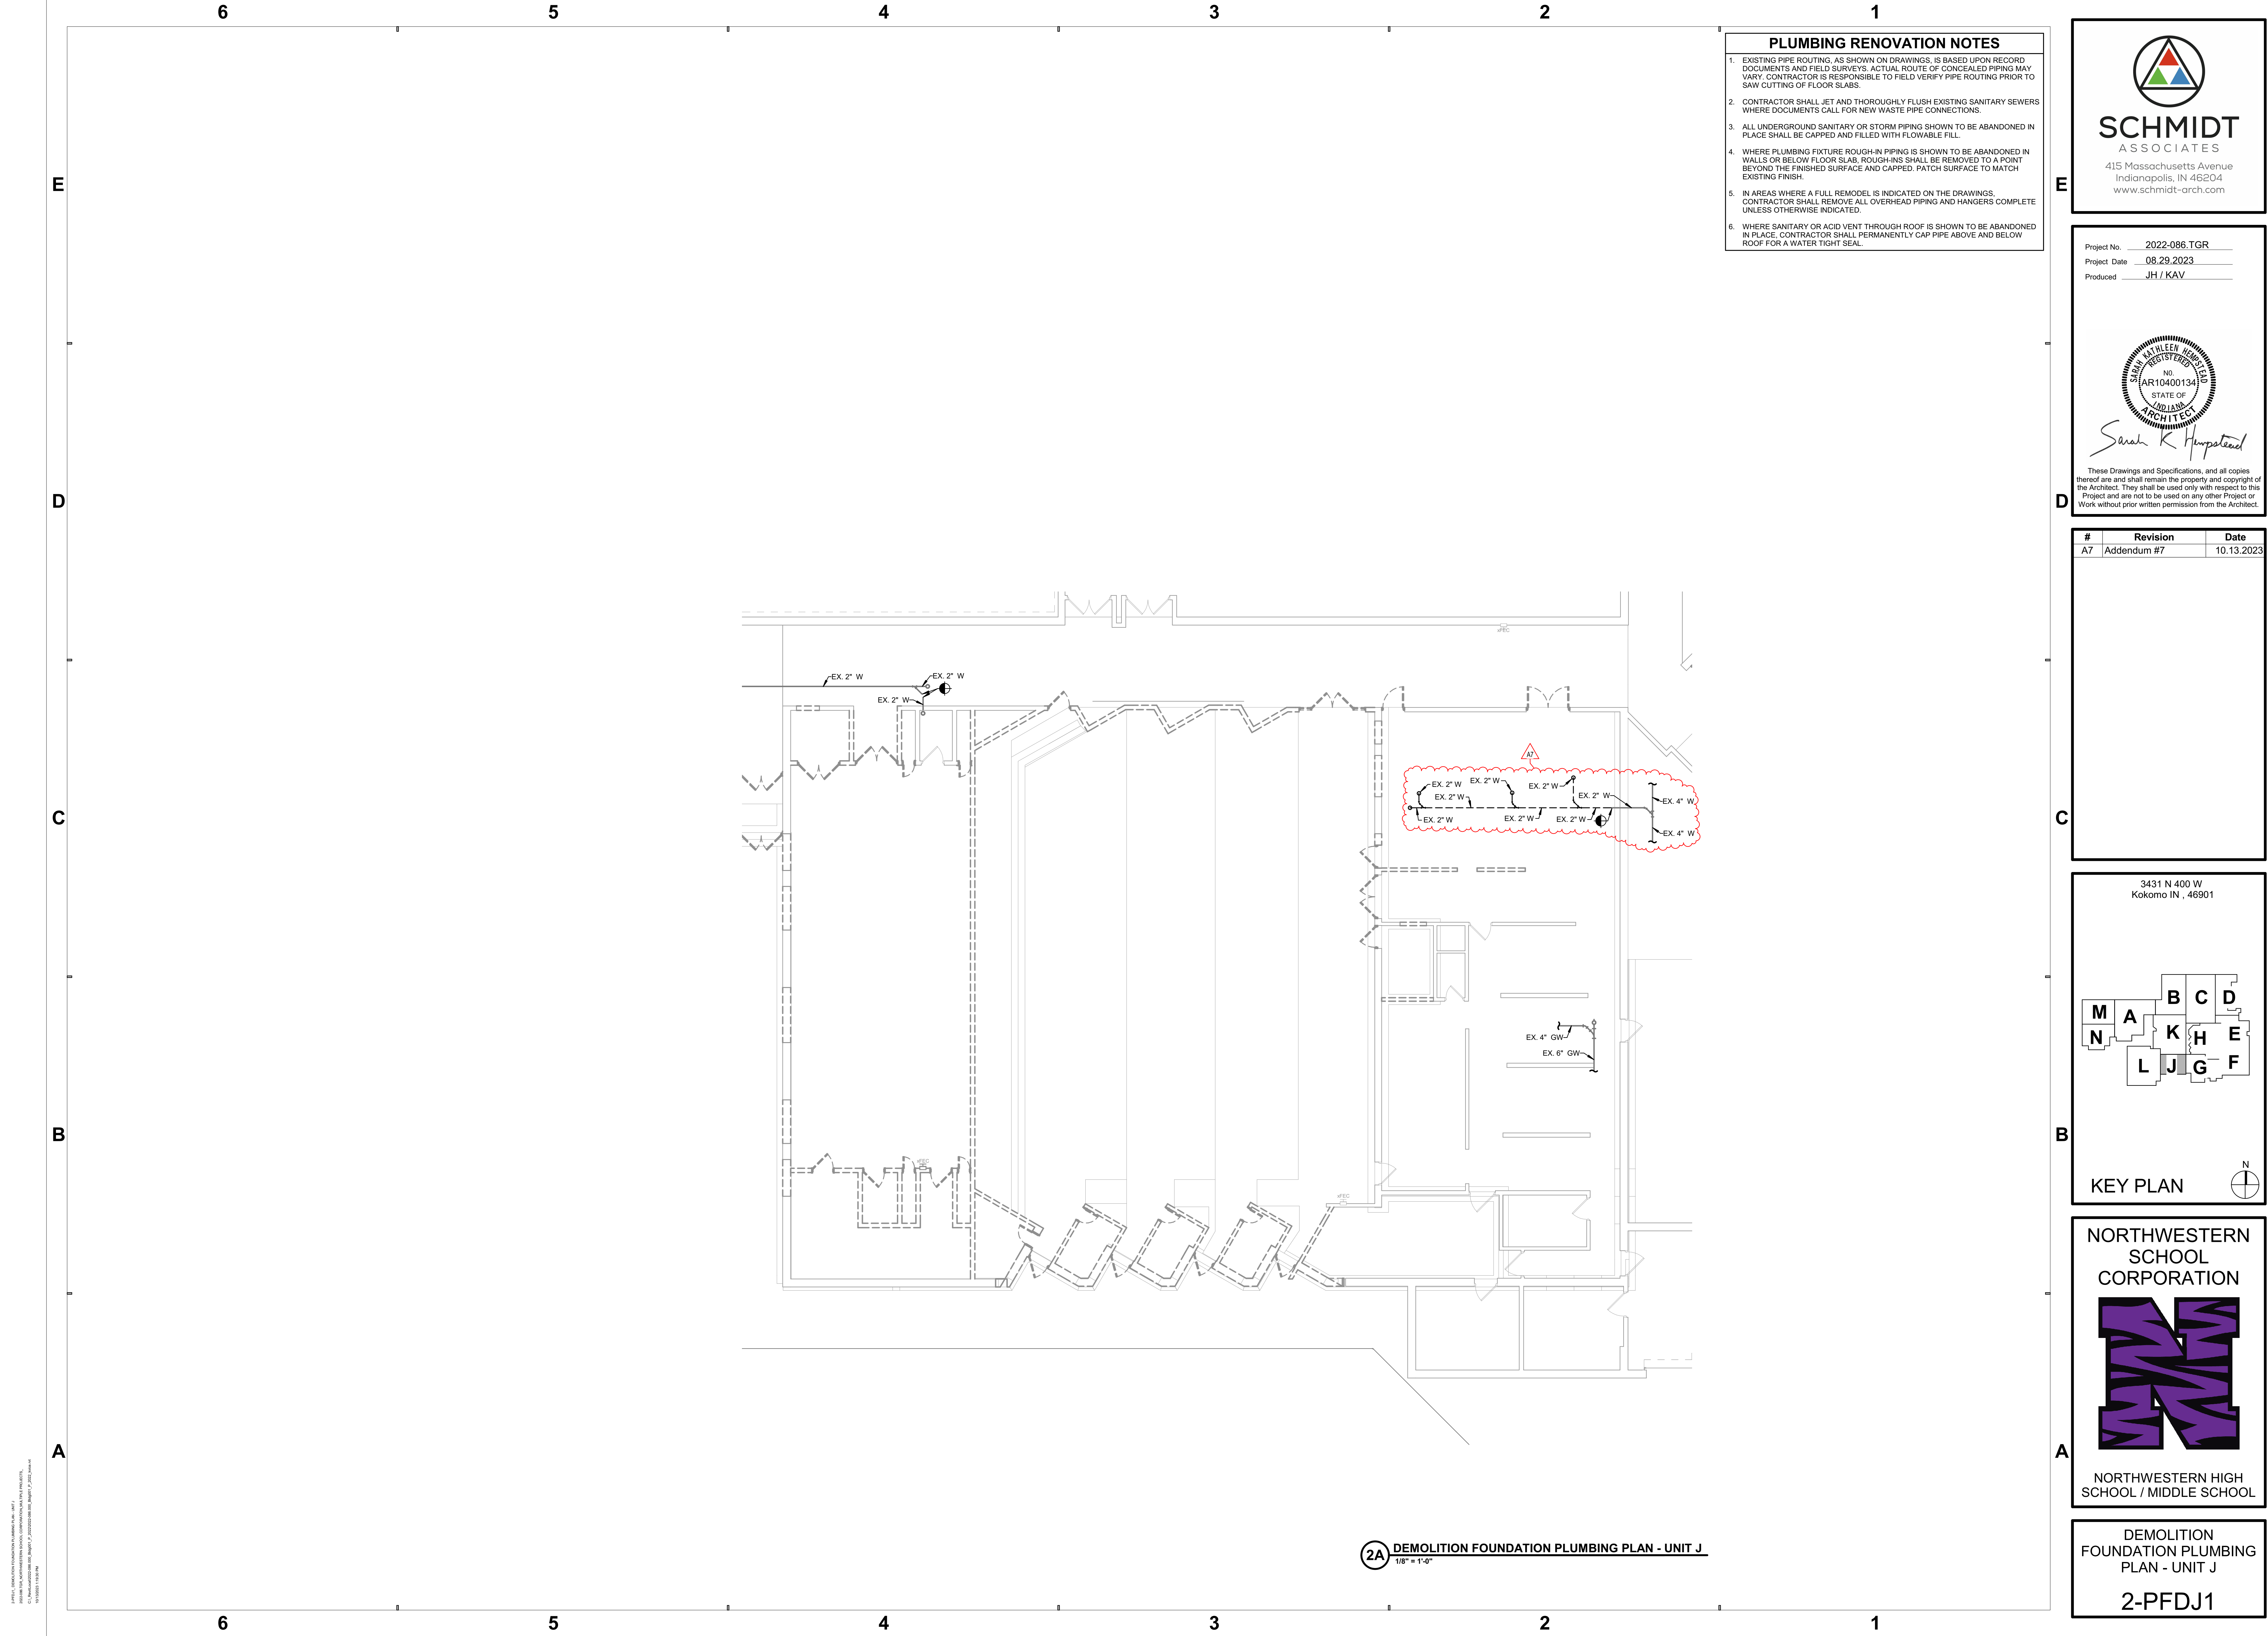 6
5
4
3
2
1
PLUMBING RENOVATION NOTES
1. EXISTING PIPE ROUTING, AS SHOWN ON DRAWINGS, IS BASED UPON RECORD
DOCUMENTS AND FIELD SURVEYS. ACTUAL ROUTE OF CONCEALED PIPING MAY
VARY. CONTRACTOR IS RESPONSIBLE TO FIELD VERIFY PIPE ROUTING PRIOR TO
SAW CUTTING OF FLOOR SLABS.
2. CONTRACTOR SHALL JET AND THOROUGHLY FLUSH EXISTING SANITARY SEWERS
WHERE DOCUMENTS CALL FOR NEW WASTE PIPE CONNECTIONS.
3. ALL UNDERGROUND SANITARY OR STORM PIPING SHOWN TO BE ABANDONED IN
PLACE SHALL BE CAPPED AND FILLED WITH FLOWABLE FILL.
4. WHERE PLUMBING FIXTURE ROUGH-IN PIPING IS SHOWN TO BE ABANDONED IN
WALLS OR BELOW FLOOR SLAB, ROUGH-INS SHALL BE REMOVED TO A POINT
BEYOND THE FINISHED SURFACE AND CAPPED. PATCH SURFACE TO MATCH
EXISTING FINISH.
5. IN AREAS WHERE A FULL REMODEL IS INDICATED ON THE DRAWINGS,
CONTRACTOR SHALL REMOVE ALL OVERHEAD PIPING AND HANGERS COMPLETE
UNLESS OTHERWISE INDICATED.
6. WHERE SANITARY OR ACID VENT THROUGH ROOF IS SHOWN TO BE ABANDONED
IN PLACE, CONTRACTOR SHALL PERMANENTLY CAP PIPE ABOVE AND BELOW
ROOF FOR A WATER TIGHT SEAL.
SCHMIDT
ASSOCIATES
415 Massachusetts Avenue
Indianapolis, IN 46204
www.schmidt-arch.com
E
E
Project No. 2022-086.TGR
Project Date 08.29.2023
Produced JH / KAV
SARAH KATHLEEN HEMPSTEAD
REGISTERED
NO.
AR10400134
STATE OF
INDIANA
ARCHITECT
Sarah K Hempstead
These Drawings and Specifications, and all copies
thereof are and shall remain the property and copyright of
the Architect. They shall be used only with respect to this
Project and are not to be used on any other Project or
Work without prior written permission from the Architect.
D
D
# Revision Date
A7 Addendum #7 10.13.2023
xFEC
EX. 2" W
EX. 2" W
EX. 2" W
A7
EX. 2" W
EX. 2" W
EX. 2" W
EX. 2" W
EX. 2" W
EX. 4" W
EX. 2" W
EX. 2" W
EX. 2" W
EX. 4" W
C
C
3431 N 400 W
Kokomo IN , 46901
B
C
D
M
A
N
K
H
E
L
J
G
F
EX. 4" GW
EX. 6" GW
B
B
xFEC
xFEC
N
KEY PLAN
NORTHWESTERN
SCHOOL
CORPORATION
A
A
NORTHWESTERN HIGH
SCHOOL / MIDDLE SCHOOL
2A
DEMOLITION FOUNDATION PLUMBING PLAN - UNIT J
1/8" = 1'-0"
DEMOLITION
FOUNDATION PLUMBING
PLAN - UNIT J
2-PFDJ1
6
5
4
3
2
1